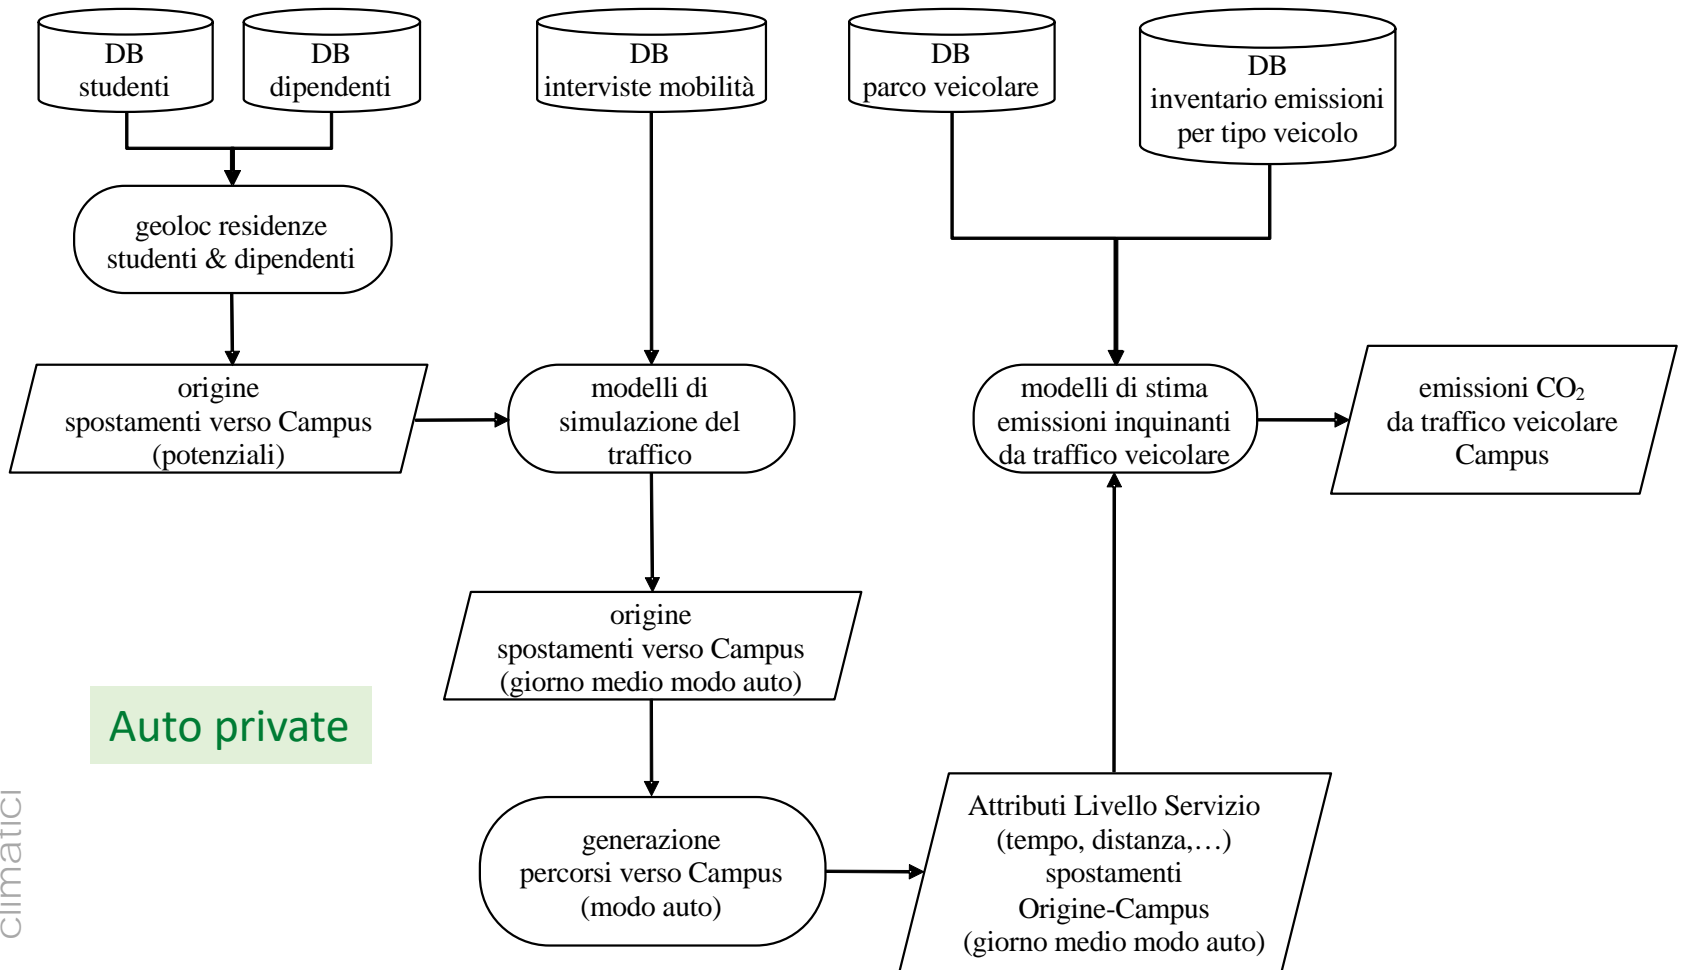 DB
studenti
DB
dipendenti
DB
interviste mobilità
DB
parco veicolare
DB
inventario emissioni
per tipo veicolo
geoloc residenze
studenti & dipendenti
origine
spostamenti verso Campus
(potenziali)
modelli di
simulazione del
traffico
modelli di stima
emissioni inquinanti
da traffico veicolare
emissioni CO₂
da traffico veicolare
Campus
origine
spostamenti verso Campus
(giorno medio modo auto)
Auto private
generazione
percorsi verso Campus
(modo auto)
Attributi Livello Servizio
(tempo, distanza,…)
spostamenti
Origine-Campus
(giorno medio modo auto)
climatici